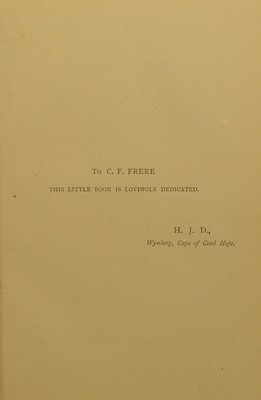 To C. F. FRERE
THIS LITTLE BOOK IS LOVINGLY DEDICATED.
H. J. D.,
Wynberg, Cape of Good Hope.